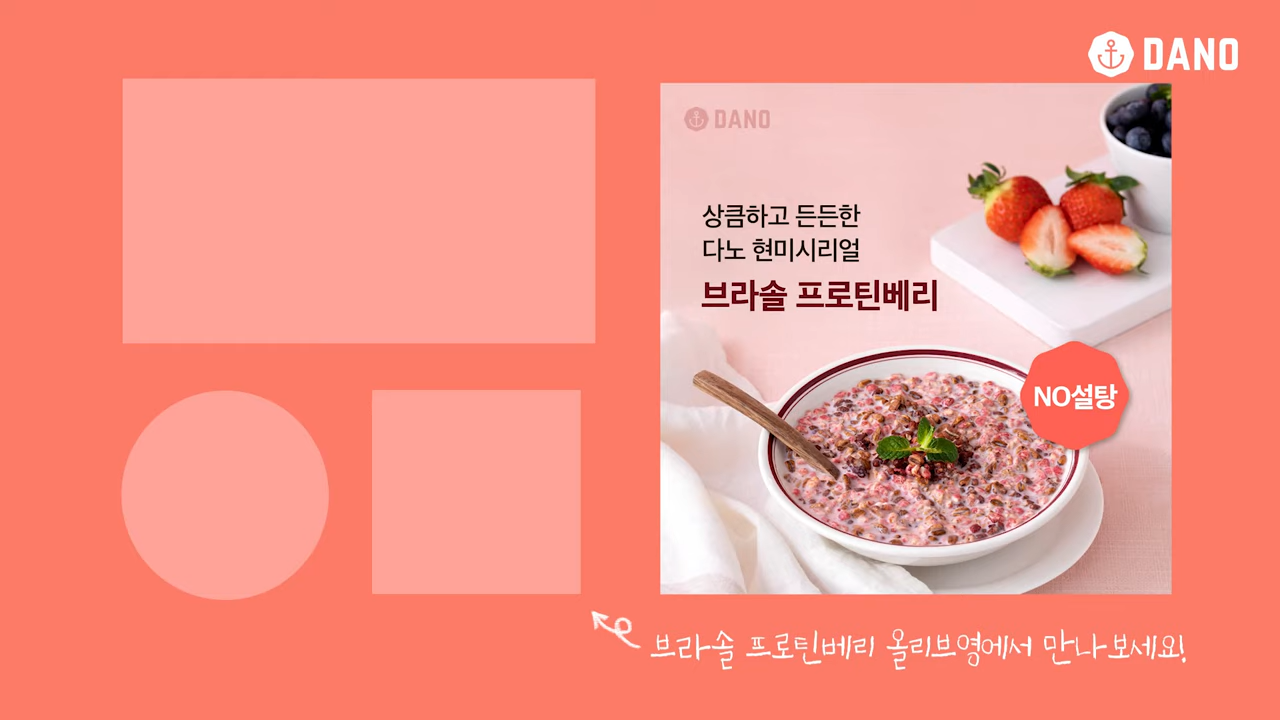 DANO
DANO
상큼하고 든든한
다노 현미시리얼
브라솔 프로틴베리
NO설탕
브라솔 프로틴베리 올리브영에서 만나보세요!